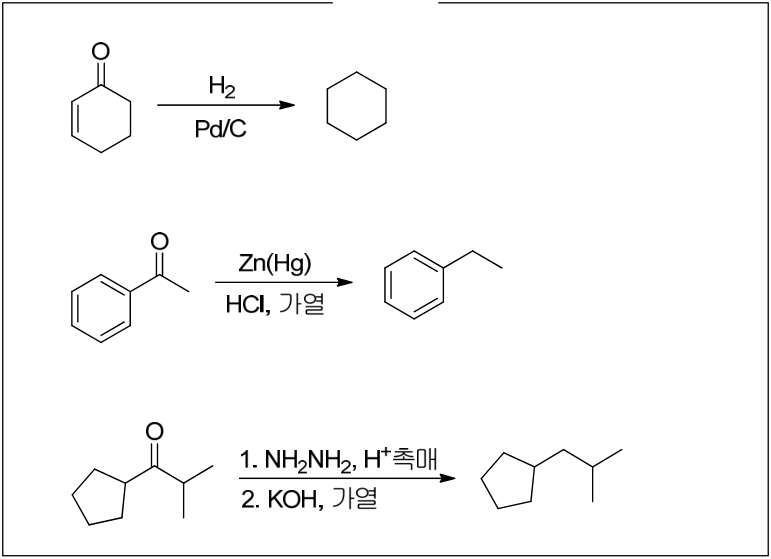 O
H₂
Pd/C
O
Zn(Hg)
HCl, 가열
O
1. NH₂NH₂, H⁺촉매
2. KOH, 가열